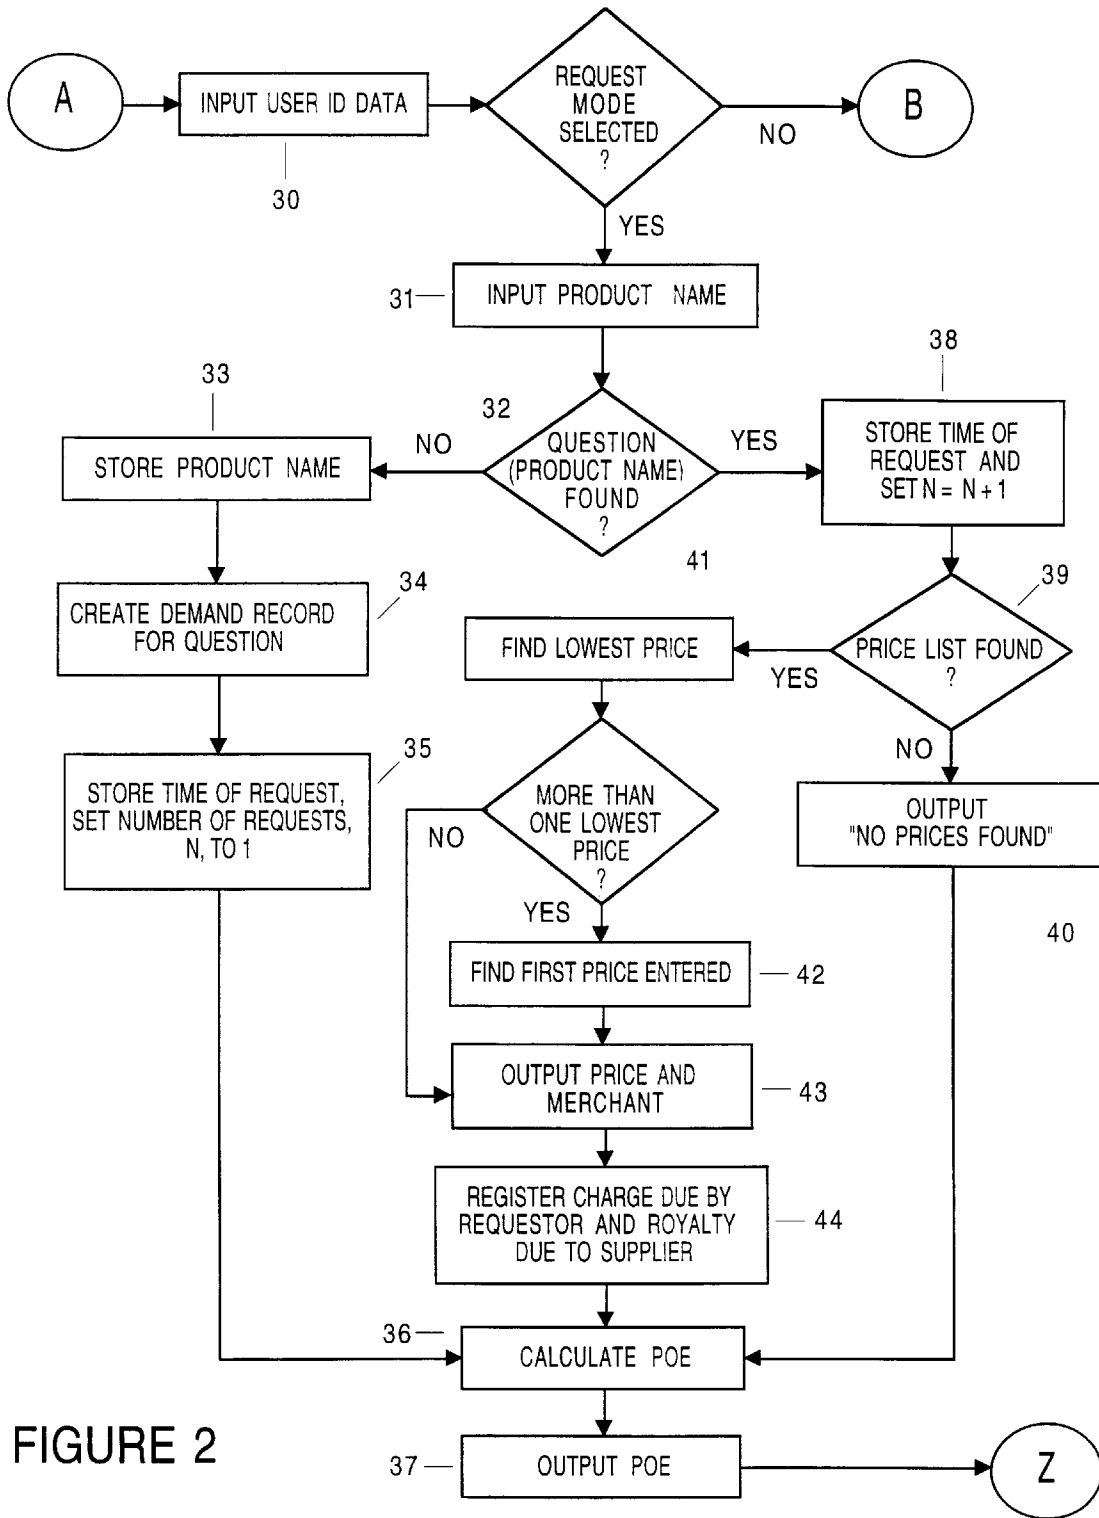 A
INPUT USER ID DATA
REQUEST
MODE
SELECTED
?
B
NO
30
YES
31
INPUT PRODUCT NAME
38
33
32
NO
QUESTION
(PRODUCT NAME)
FOUND
?
YES
STORE TIME OF
REQUEST AND
SET N = N + 1
STORE PRODUCT NAME
41
39
34
CREATE DEMAND RECORD
FOR QUESTION
FIND LOWEST PRICE
YES
PRICE LIST FOUND
?
NO
35
STORE TIME OF REQUEST,
SET NUMBER OF REQUESTS,
N, TO 1
NO
MORE THAN
ONE LOWEST
PRICE
?
OUTPUT
"NO PRICES FOUND"
YES
40
FIND FIRST PRICE ENTERED
42
OUTPUT PRICE AND
MERCHANT
43
REGISTER CHARGE DUE BY
REQUESTOR AND ROYALTY
DUE TO SUPPLIER
44
36
CALCULATE POE
FIGURE 2
37
OUTPUT POE
Z